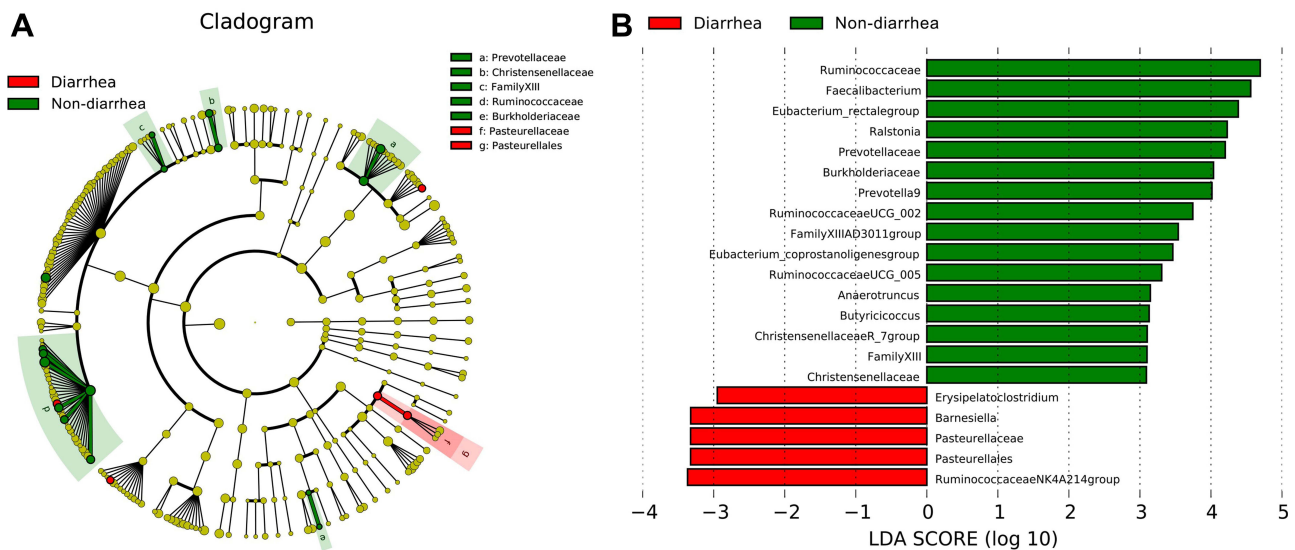 A
Cladogram
Diarrhea
Non-diarrhea
a: Prevotellaceae
b: Christensenellaceae
c: FamilyXIII
d: Ruminococcaceae
e: Burkholderiaceae
f: Pasteurellaceae
g: Pasteurellales
b
c
a
d
f
g
e
B
Diarrhea
Non-diarrhea
Ruminococcaceae
Faecalibacterium
Eubacterium_rectalegroup
Ralstonia
Prevotellaceae
Burkholderiaceae
Prevotella9
RuminococcaceaeUCG_002
FamilyXIIIAD3011group
Eubacterium_coprostanoligenesgroup
RuminococcaceaeUCG_005
Anaerotruncus
Butyricicoccus
ChristensenellaceaeR_7group
FamilyXIII
Christensenellaceae
Erysipelatoclostridium
Barnesiella
Pasteurellaceae
Pasteurellales
RuminococcaceaeNK4A214group
−4 −3 −2 −1 0 1 2 3 4 5
LDA SCORE (log 10)